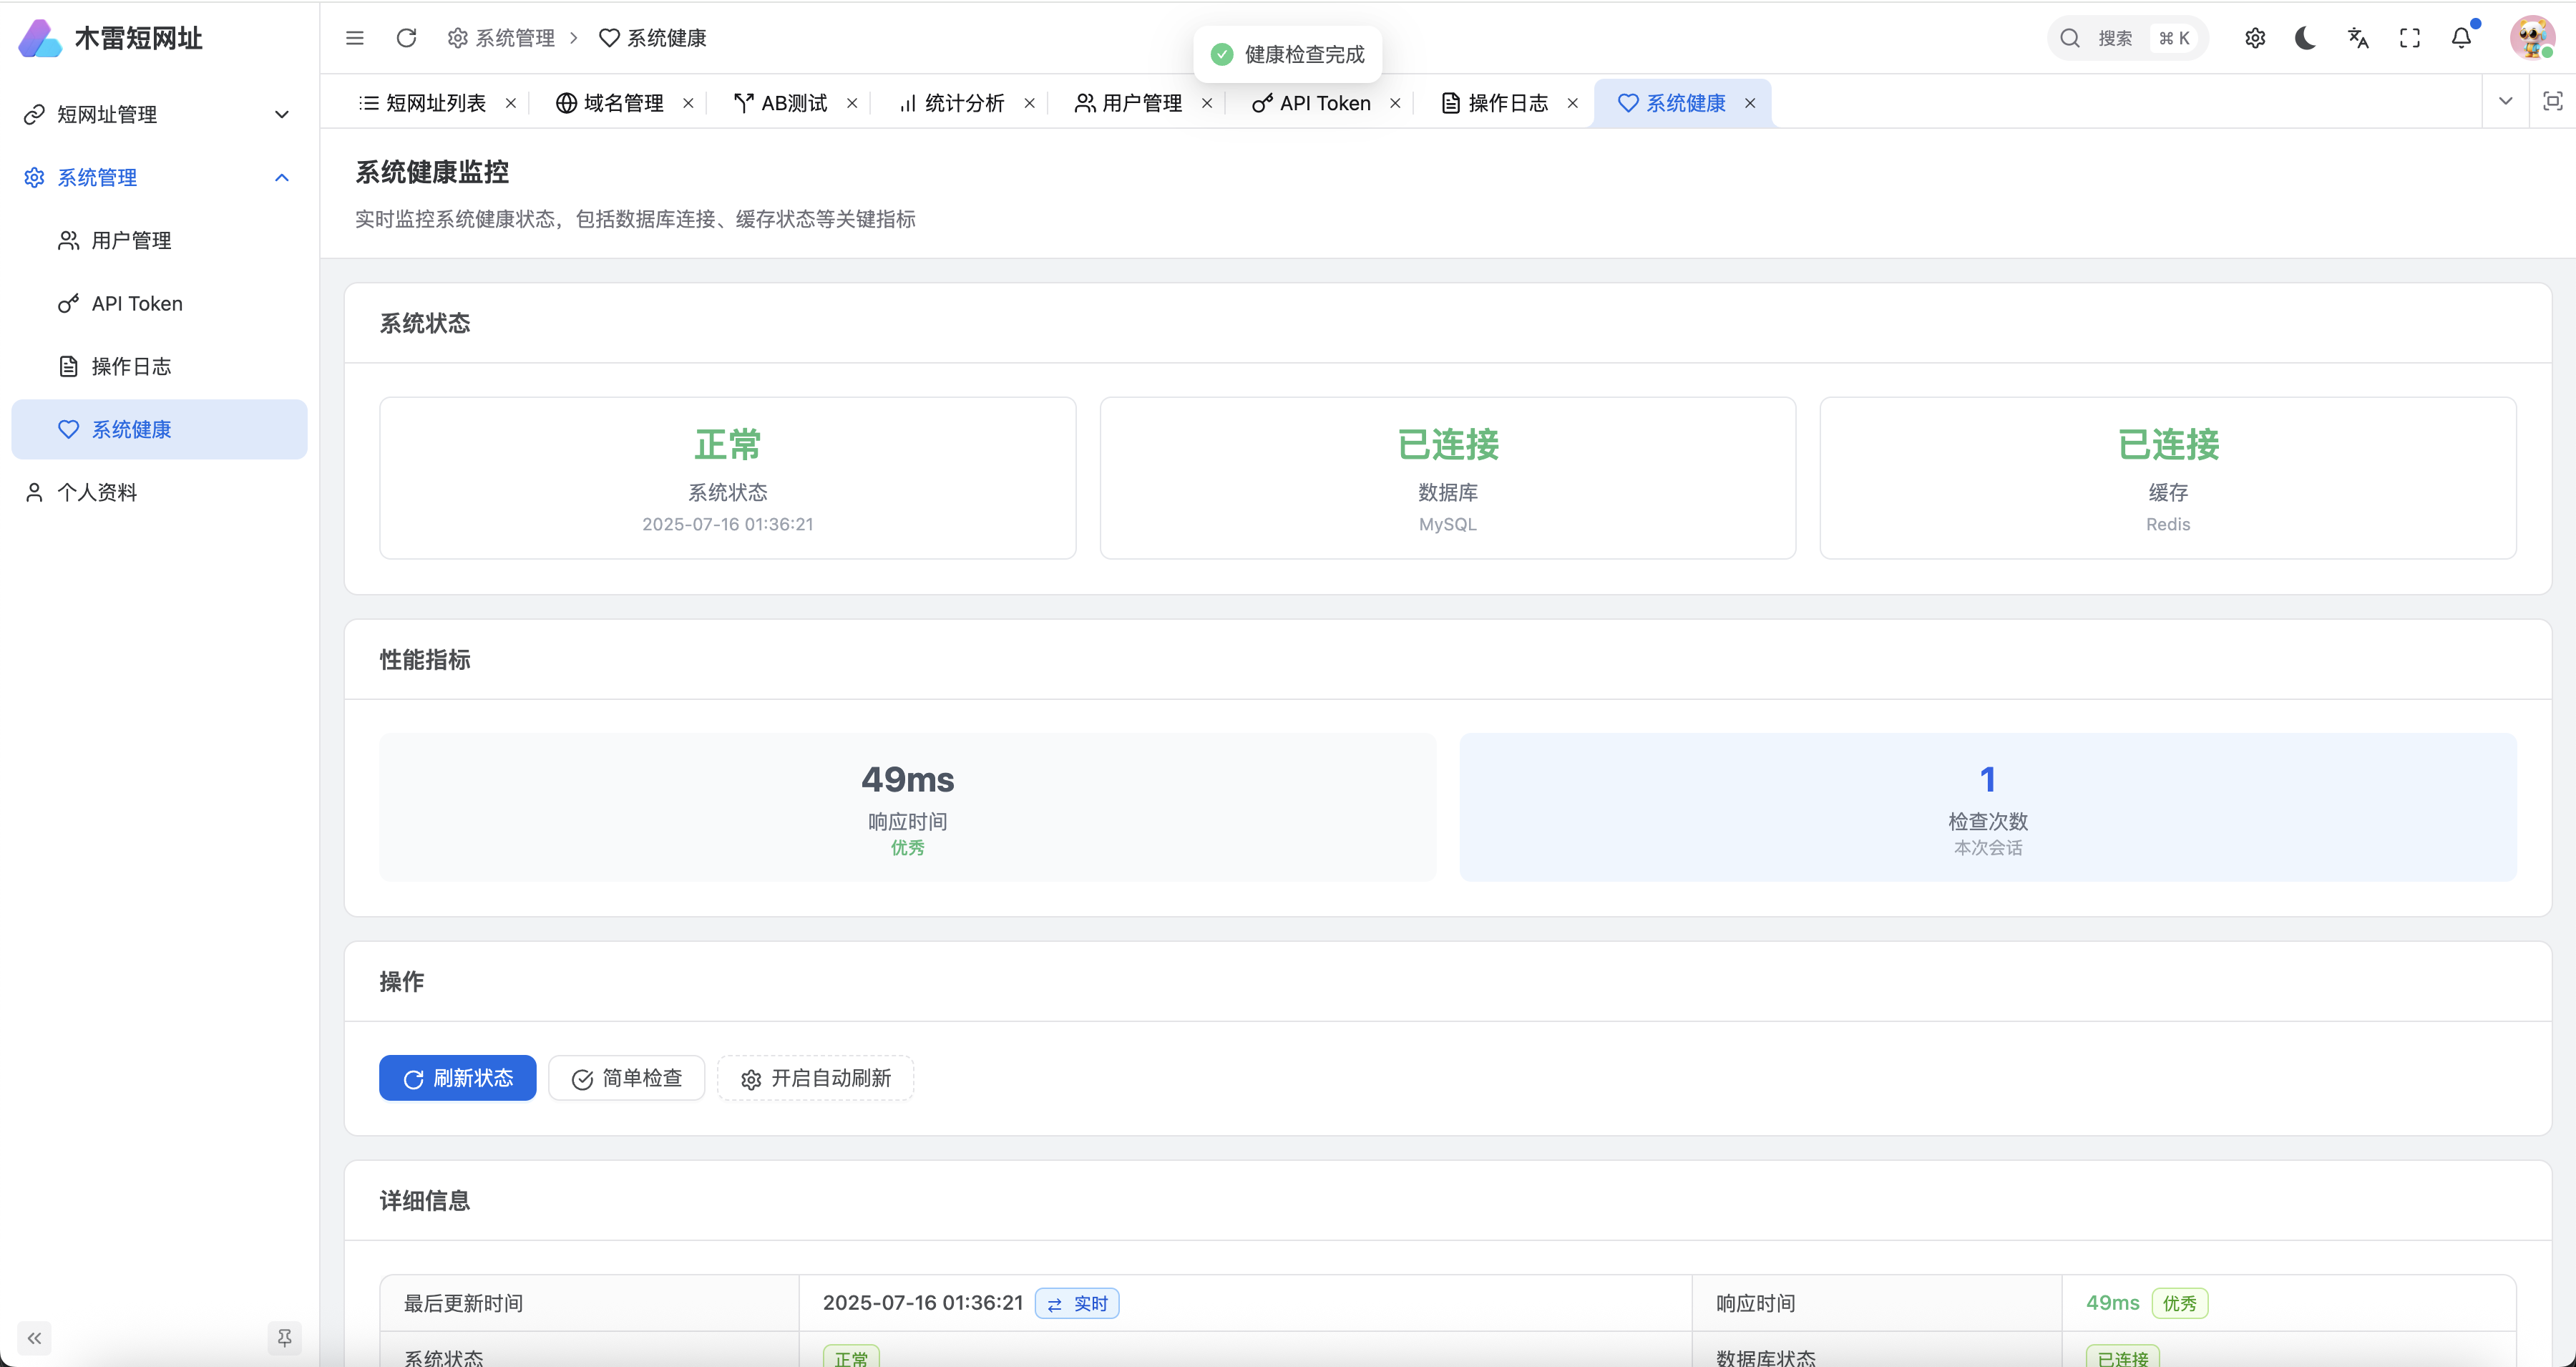 木雷短网址
系统管理
系统健康
健康检查完成
搜索
⌘ K
短网址列表
域名管理
AB测试
统计分析
用户管理
API Token
操作日志
系统健康
短网址管理
系统管理
用户管理
API Token
操作日志
系统健康
个人资料
系统健康监控
实时监控系统健康状态，包括数据库连接、缓存状态等关键指标
系统状态
正常
系统状态
2025-07-16 01:36:21
已连接
数据库
MySQL
已连接
缓存
Redis
性能指标
49ms
响应时间
优秀
1
检查次数
本次会话
操作
刷新状态
简单检查
开启自动刷新
详细信息
最后更新时间
2025-07-16 01:36:21
实时
响应时间
49ms
优秀
系统状态
正常
数据库状态
已连接